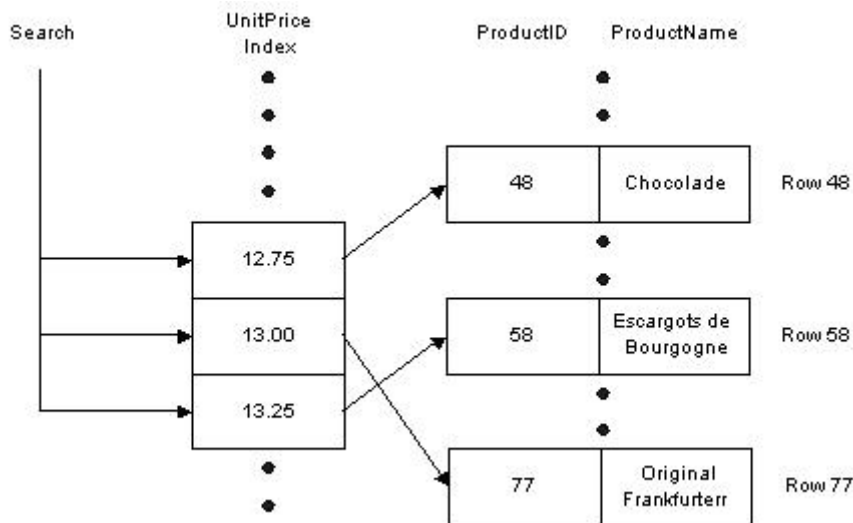 Search
UnitPrice
Index
ProductID
ProductName
48
Chocolade
Row 48
12.75
13.00
13.25
58
Escargots de
Bourgogne
Row 58
77
Original
Frankfurterr
Row 77